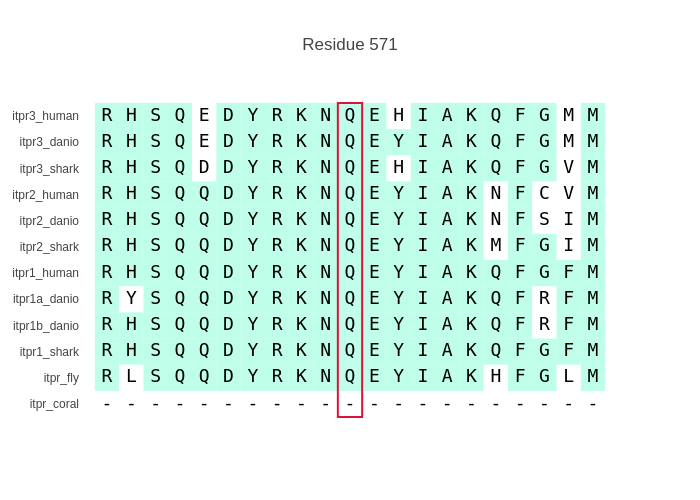 Residue 571
itpr3_human R H S Q E D Y R K N Q E H I A K Q F G M M
itpr3_danio R H S Q E D Y R K N Q E Y I A K Q F G M M
itpr3_shark R H S Q D D Y R K N Q E H I A K Q F G V M
itpr2_human R H S Q Q D Y R K N Q E Y I A K N F C V M
itpr2_danio R H S Q Q D Y R K N Q E Y I A K N F S I M
itpr2_shark R H S Q Q D Y R K N Q E Y I A K M F G I M
itpr1_human R H S Q Q D Y R K N Q E Y I A K Q F G F M
itpr1a_danio R Y S Q Q D Y R K N Q E Y I A K Q F R F M
itpr1b_danio R H S Q Q D Y R K N Q E Y I A K Q F R F M
itpr1_shark R H S Q Q D Y R K N Q E Y I A K Q F G F M
itpr_fly R L S Q Q D Y R K N Q E Y I A K H F G L M
itpr_coral - - - - - - - - - - - - - - - - - - - - -